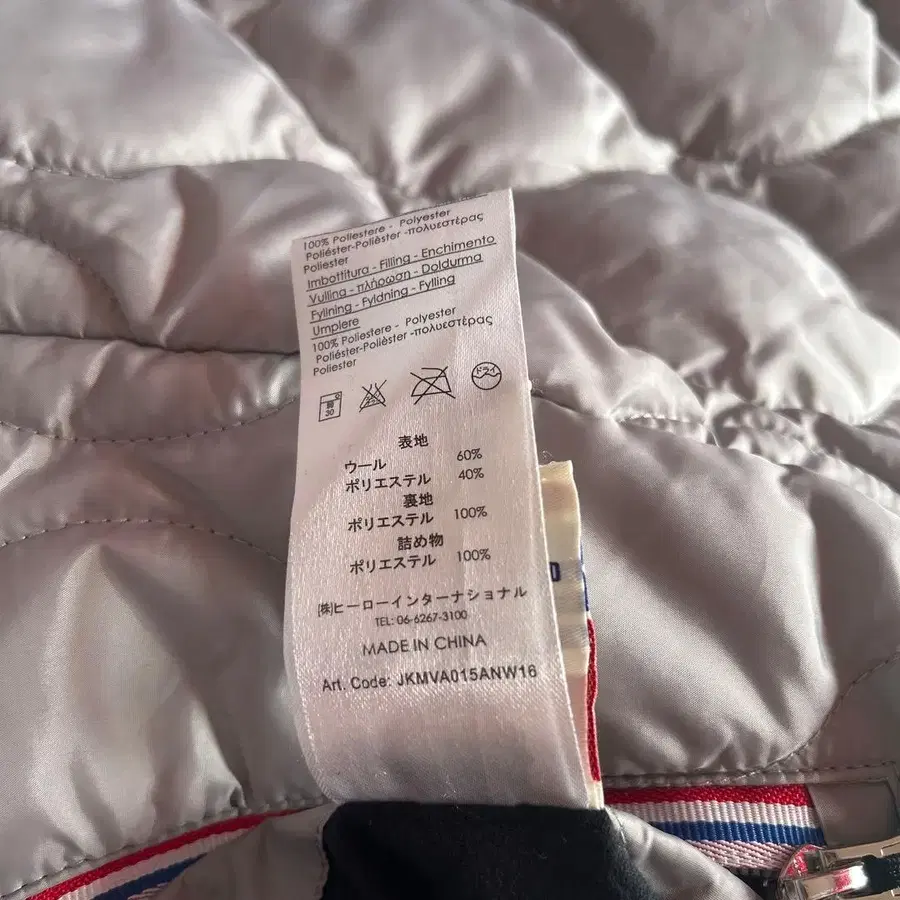 100% Poliestere - Polyester
Poliéster-Polièster -πολυεστέρας
Poliester
Imbottitura - Filling - Enchimento
Vulling - πλήρωση - Doldurma
Fyllning - Fyldning - Fylling
Umplere
100% Poliestere - Polyester
Poliéster-Polièster -πολυεστέρας
Poliester
30
ドライ
表地
ウール 60%
ポリエステル 40%
裏地
ポリエステル 100%
詰め物
ポリエステル 100%
(株)ヒーローインターナショナル
TEL: 06-6267-3100
MADE IN CHINA
Art. Code: JKMVA015ANW16
D